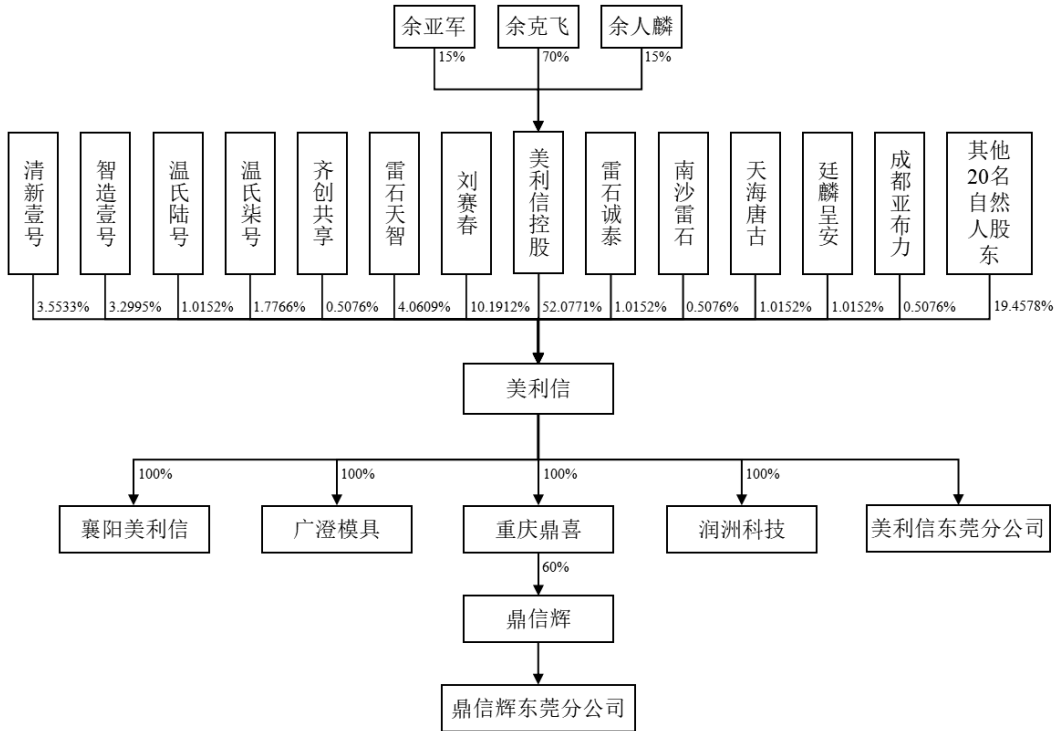 余亚军
余克飞
余人麟
15%
70%
15%
清新壹号
智造壹号
温氏陆号
温氏柒号
齐创共享
雷石天智
刘赛春
美利信控股
雷石诚泰
南沙雷石
天海唐古
廷麟呈安
成都亚布力
其他
20名
自然
人股
东
3.5533%
3.2995%
1.0152%
1.7766%
0.5076%
4.0609%
10.1912%
52.0771%
1.0152%
0.5076%
1.0152%
1.0152%
0.5076%
19.4578%
美利信
100%
100%
100%
100%
襄阳美利信
广澄模具
重庆鼎喜
润洲科技
美利信东莞分公司
60%
鼎信辉
鼎信辉东莞分公司